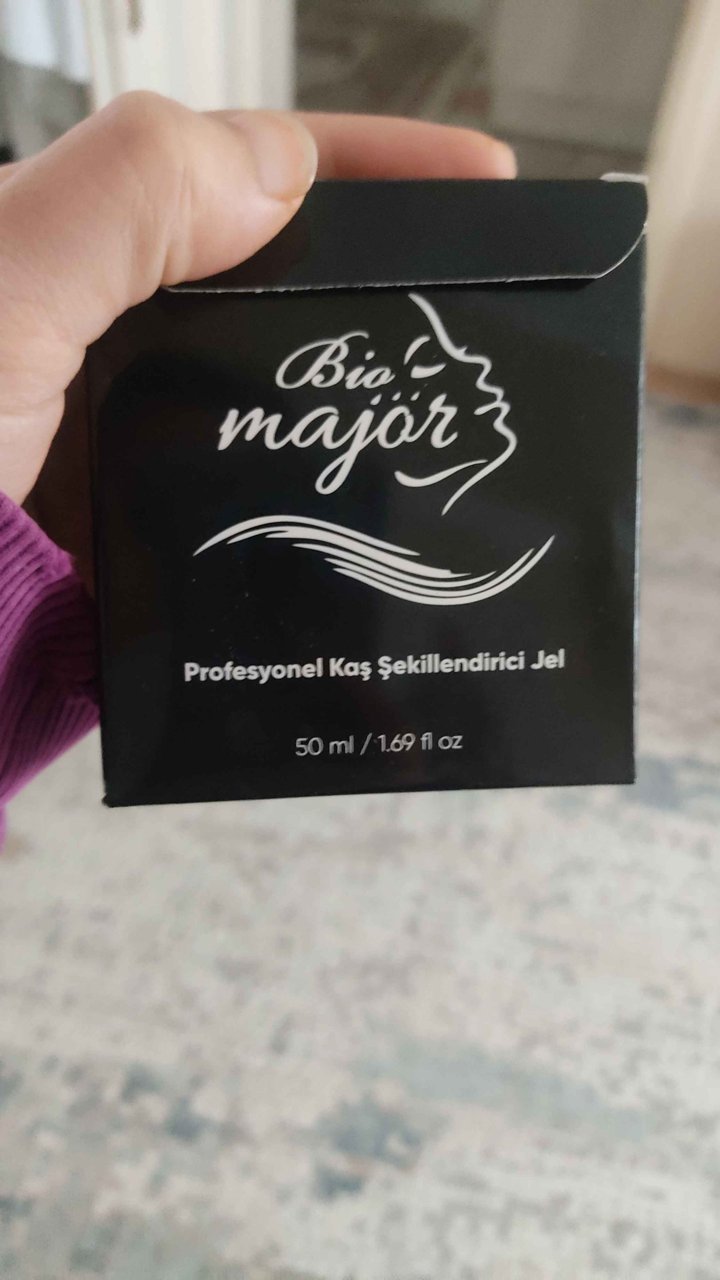 Bio
majör
Profesyonel Kaş Şekillendirici Jel
50 ml / 1.69 fl oz